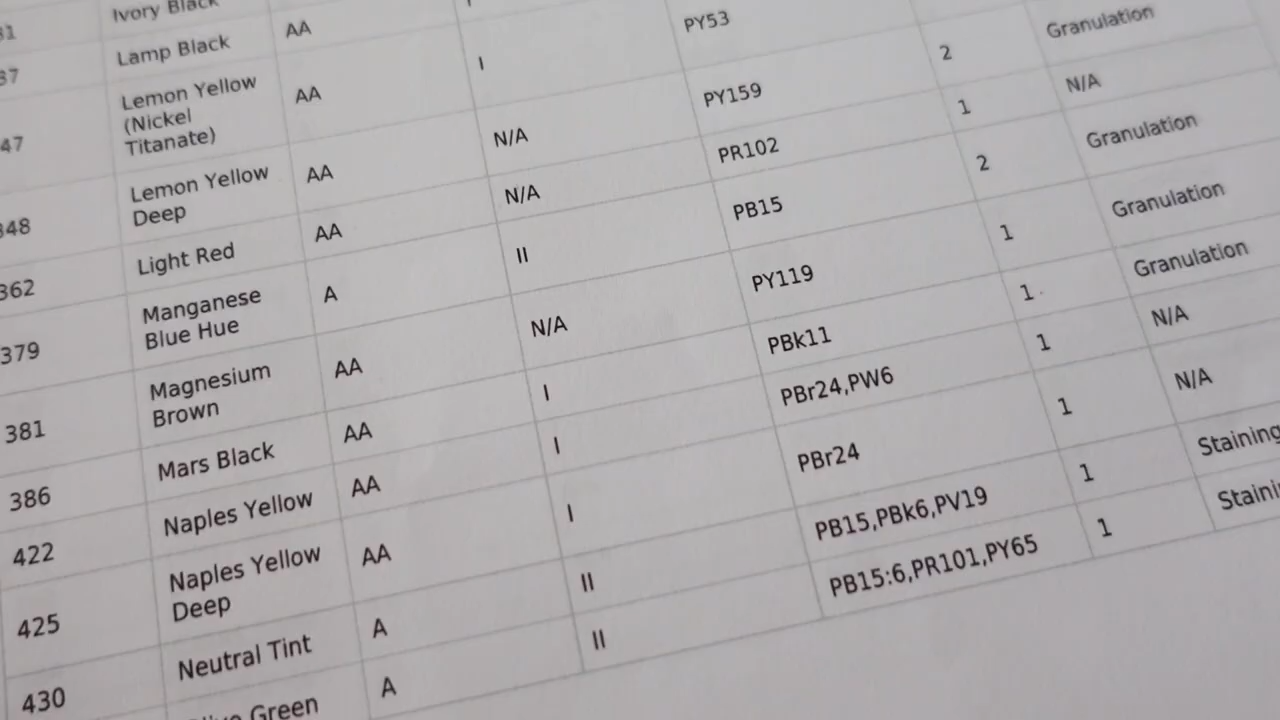 31 Ivory Black
37 Lamp Black AA
47 Lemon Yellow AA I PY53
(Nickel
Titanate)
348 Lemon Yellow AA N/A PY159 2 Granulation
Deep
362 Light Red AA N/A PR102 1 N/A
379 Manganese A II PB15 2 Granulation
Blue Hue
381 Magnesium AA N/A PY119 1 Granulation
Brown
386 Mars Black AA I PBk11 1 Granulation
422 Naples Yellow AA I PBr24,PW6 1 N/A
425 Naples Yellow AA I PBr24 1 N/A
Deep
430 Neutral Tint A II PB15,PBk6,PV19 1 Staining
Green A II PB15:6,PR101,PY65 1 Staini